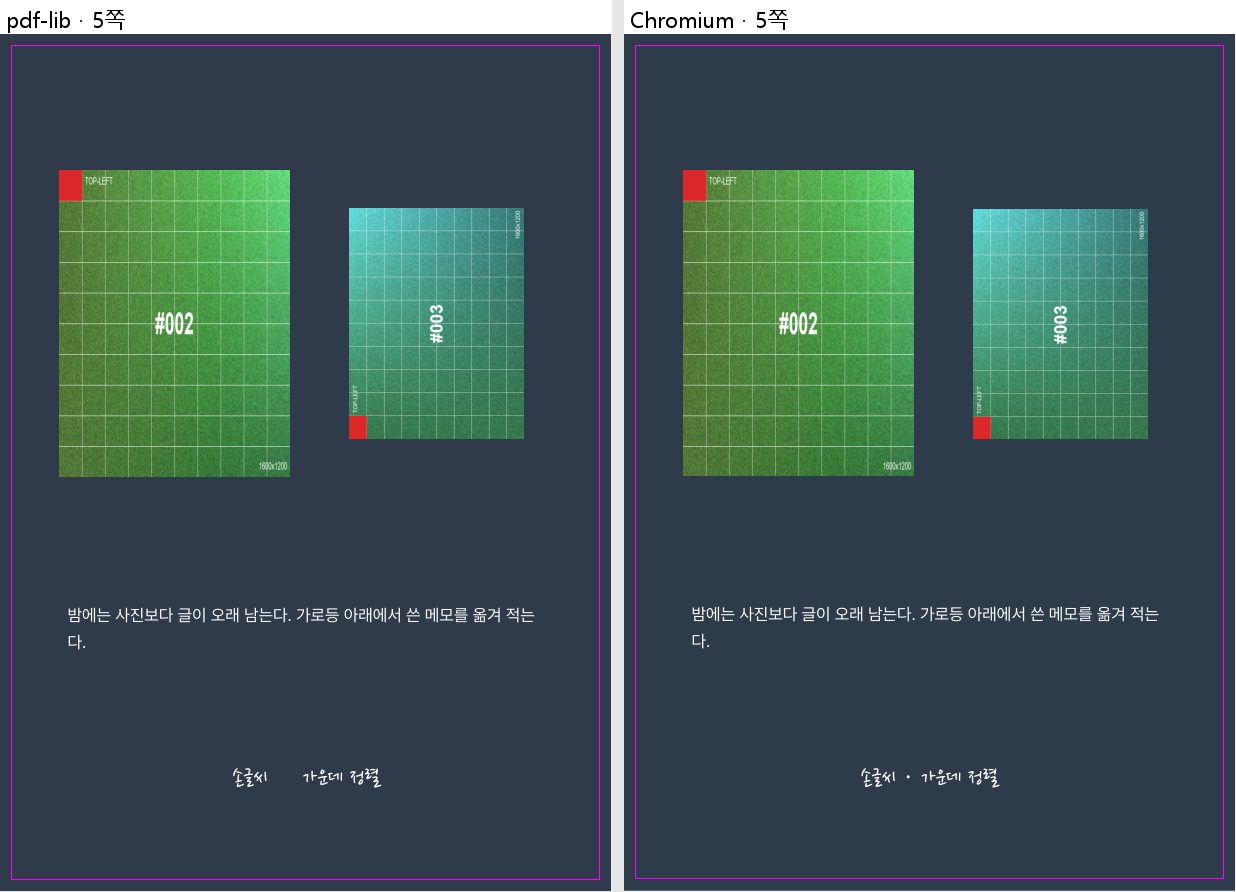 pdf-lib · 5쪽
TOP-LEFT
#002
1600x1200
1600x1200
#003
TOP-LEFT
밤에는 사진보다 글이 오래 남는다. 가로등 아래에서 쓴 메모를 옮겨 적는
다.
손글씨 가운데 정렬
Chromium · 5쪽
TOP-LEFT
#002
1600x1200
1600x1200
#003
TOP-LEFT
밤에는 사진보다 글이 오래 남는다. 가로등 아래에서 쓴 메모를 옮겨 적는
다.
손글씨 · 가운데 정렬